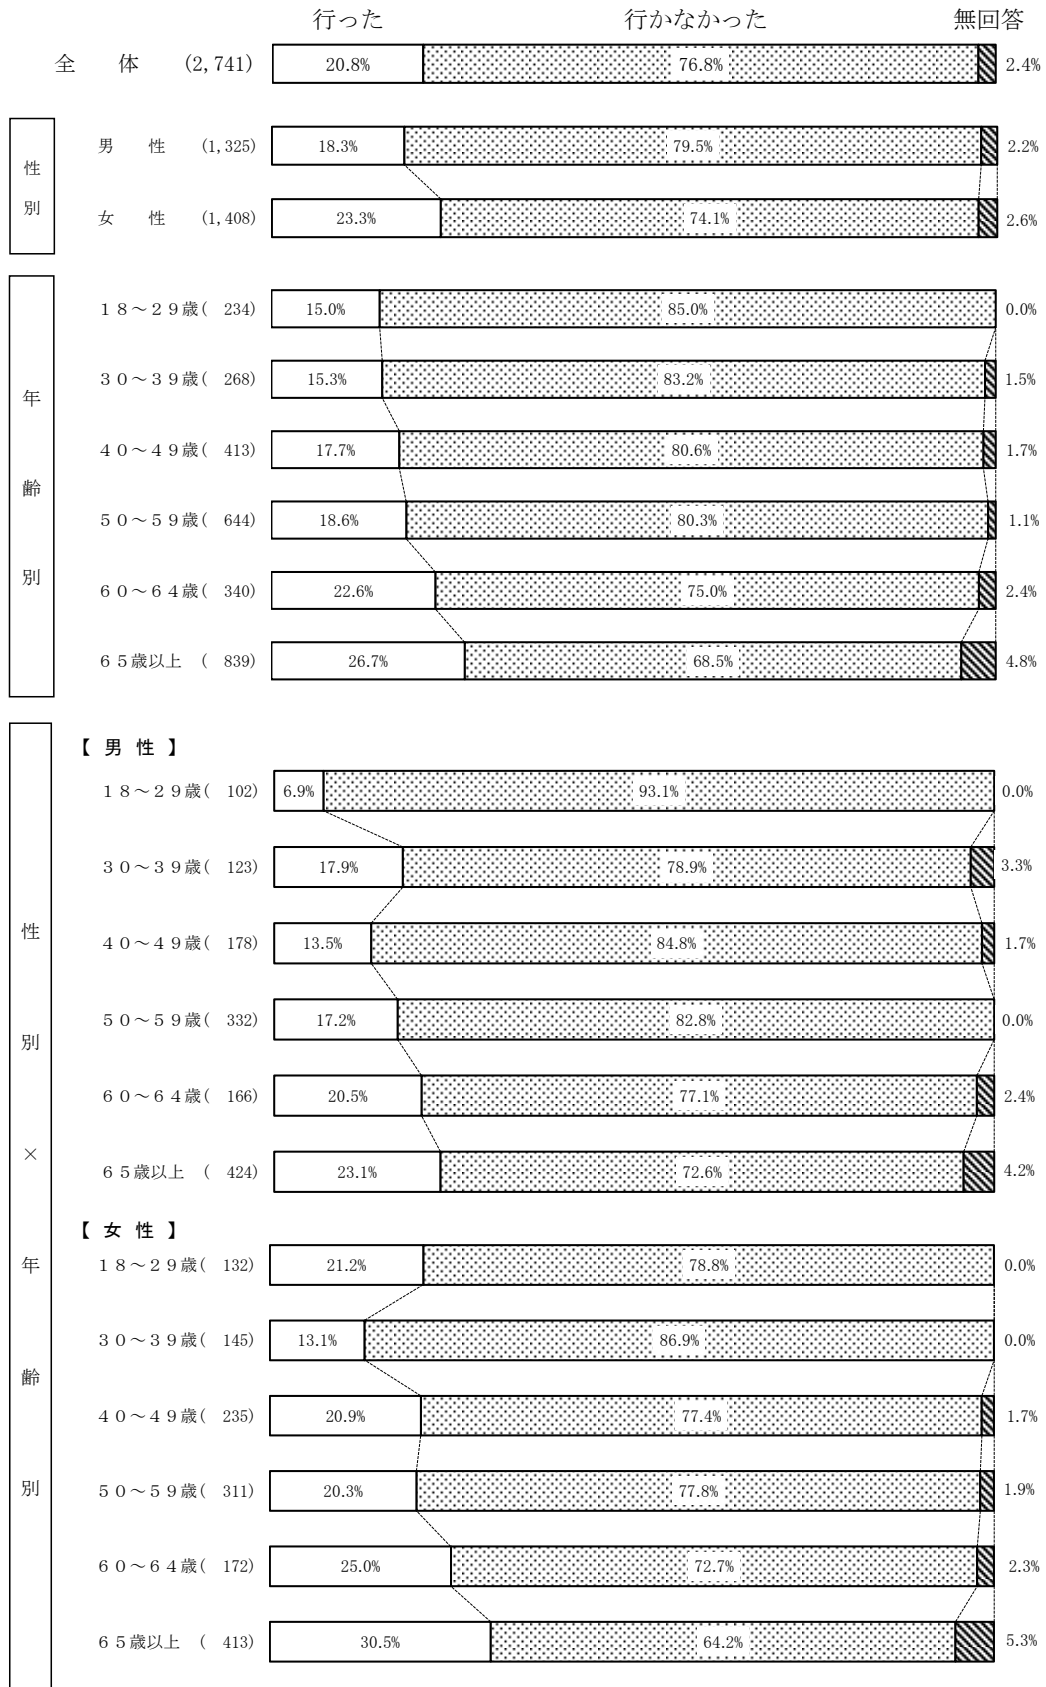 行った　行かなかった　無回答
全　体　(2,741)　20.8%　76.8%　2.4%
性別
男　性　(1,325)　18.3%　79.5%　2.2%
女　性　(1,408)　23.3%　74.1%　2.6%
年齢別
１８～２９歳(　234)　15.0%　85.0%　0.0%
３０～３９歳(　268)　15.3%　83.2%　1.5%
４０～４９歳(　413)　17.7%　80.6%　1.7%
５０～５９歳(　644)　18.6%　80.3%　1.1%
６０～６４歳(　340)　22.6%　75.0%　2.4%
６５歳以上　(　839)　26.7%　68.5%　4.8%
性別×年齢別
【 男 性 】
１８～２９歳(　102)　6.9%　93.1%　0.0%
３０～３９歳(　123)　17.9%　78.9%　3.3%
４０～４９歳(　178)　13.5%　84.8%　1.7%
５０～５９歳(　332)　17.2%　82.8%　0.0%
６０～６４歳(　166)　20.5%　77.1%　2.4%
６５歳以上　(　424)　23.1%　72.6%　4.2%
【 女 性 】
１８～２９歳(　132)　21.2%　78.8%　0.0%
３０～３９歳(　145)　13.1%　86.9%　0.0%
４０～４９歳(　235)　20.9%　77.4%　1.7%
５０～５９歳(　311)　20.3%　77.8%　1.9%
６０～６４歳(　172)　25.0%　72.7%　2.3%
６５歳以上　(　413)　30.5%　64.2%　5.3%